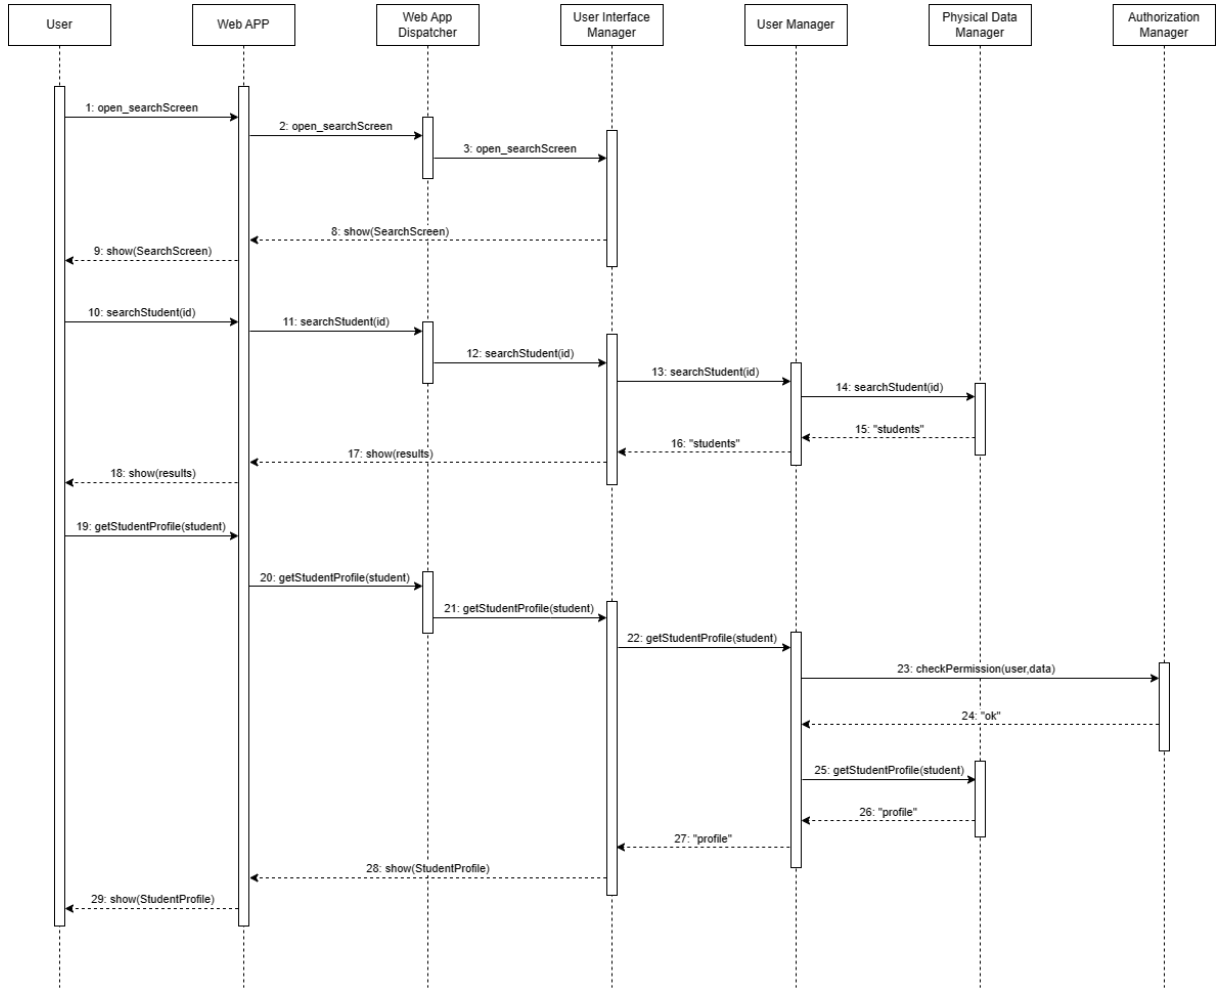 User
Web APP
Web App
Dispatcher
User Interface
Manager
User Manager
Physical Data
Manager
Authorization
Manager
1: open_searchScreen
2: open_searchScreen
3: open_searchScreen
8: show(SearchScreen)
9: show(SearchScreen)
10: searchStudent(id)
11: searchStudent(id)
12: searchStudent(id)
13: searchStudent(id)
14: searchStudent(id)
15: "students"
16: "students"
17: show(results)
18: show(results)
19: getStudentProfile(student)
20: getStudentProfile(student)
21: getStudentProfile(student)
22: getStudentProfile(student)
23: checkPermission(user,data)
24: "ok"
25: getStudentProfile(student)
26: "profile"
27: "profile"
28: show(StudentProfile)
29: show(StudentProfile)